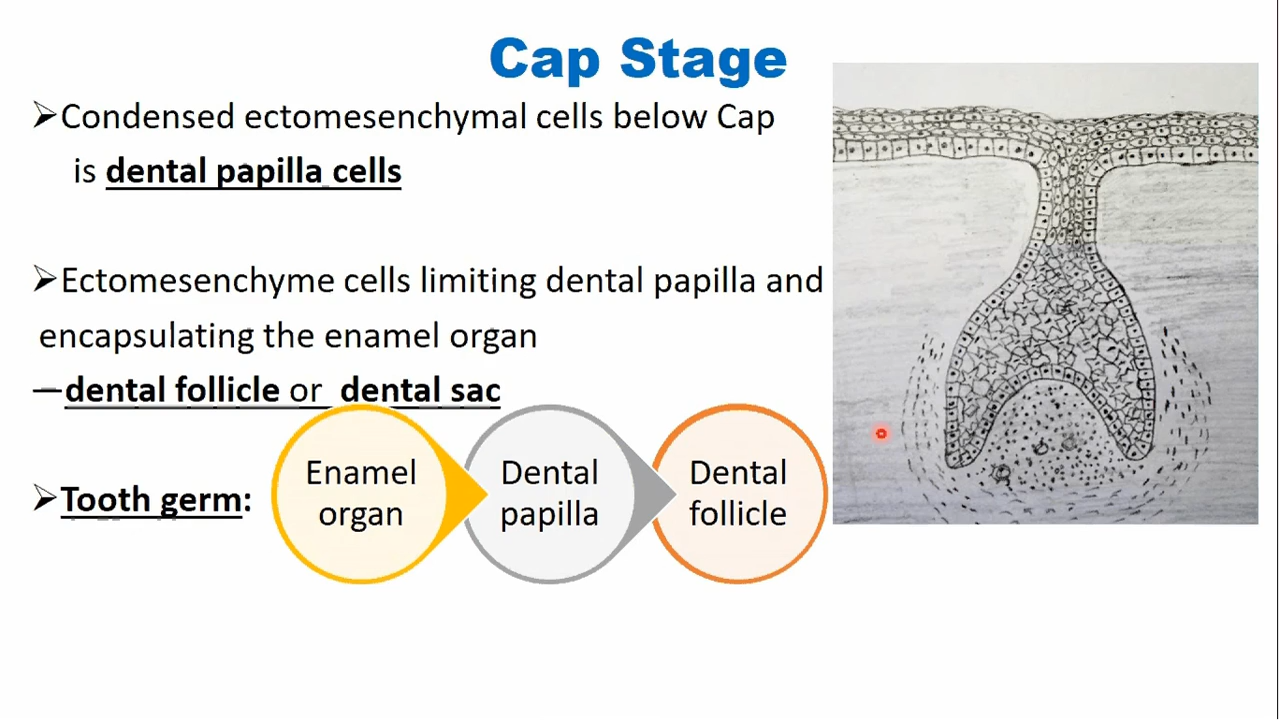 Cap Stage
➢Condensed ectomesenchymal cells below Cap
is dental papilla cells
➢Ectomesenchyme cells limiting dental papilla and
encapsulating the enamel organ
—dental follicle or dental sac
➢Tooth germ:
Enamel
organ
Dental
papilla
Dental
follicle